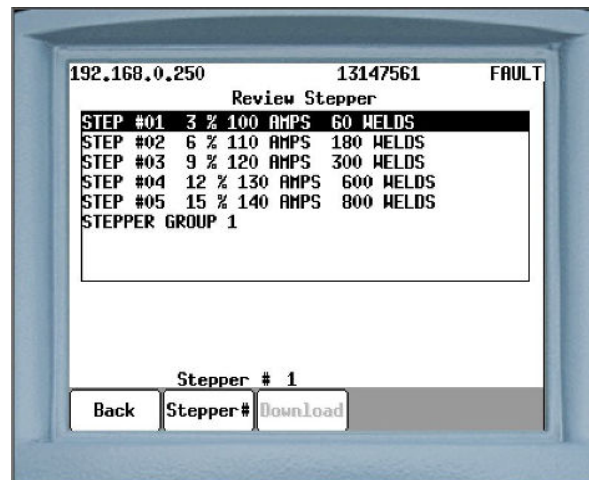 192.168.0.250 13147561 FAULT
Review Stepper
STEP #01 3 % 100 AMPS 60 WELDS
STEP #02 6 % 110 AMPS 180 WELDS
STEP #03 9 % 120 AMPS 300 WELDS
STEP #04 12 % 130 AMPS 600 WELDS
STEP #05 15 % 140 AMPS 800 WELDS
STEPPER GROUP 1
Stepper # 1
Back Stepper# Download